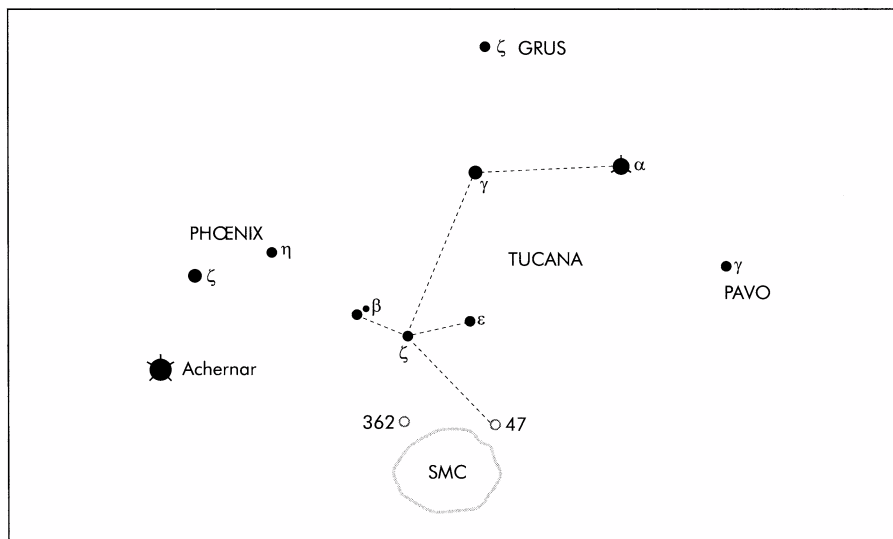 ζ GRUS
α
γ
PHŒNIX
η
TUCANA
ζ
γ
PAVO
β
ε
ζ
Achernar
362
47
SMC